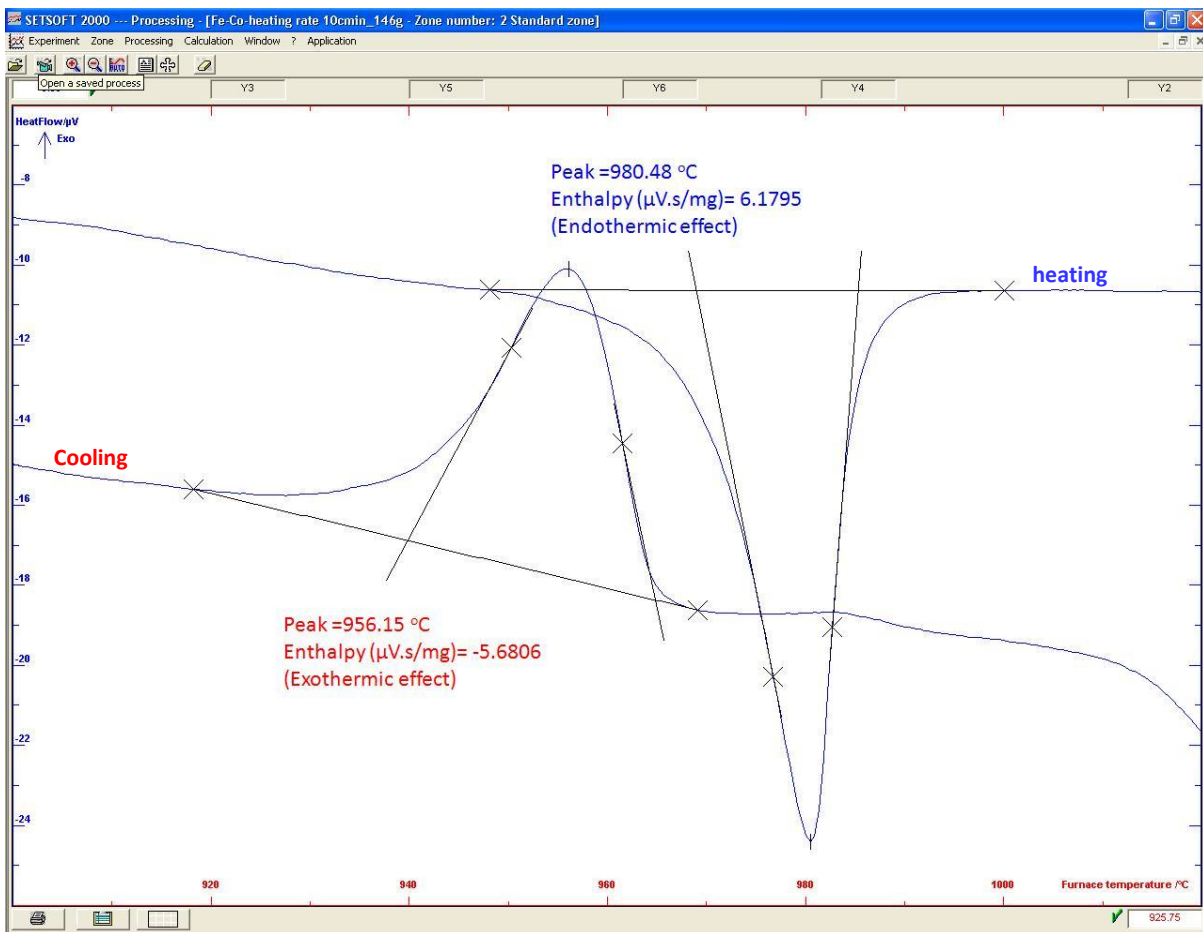 SETSOFT 2000 --- Processing - [Fe-Co-heating rate 10cmin_146g - Zone number: 2 Standard zone]
Experiment Zone Processing Calculation Window ? Application
Open a saved process
Y3 Y5 Y6 Y4 Y2
HeatFlow/µV
Exo
-8
Peak =980.48 °C
Enthalpy (µV.s/mg)= 6.1795
(Endothermic effect)
-10
heating
-12
-14
Cooling
-16
-18
Peak =956.15 °C
Enthalpy (µV.s/mg)= -5.6806
(Exothermic effect)
-20
-22
-24
920 940 960 980 1000 Furnace temperature /°C
925.75